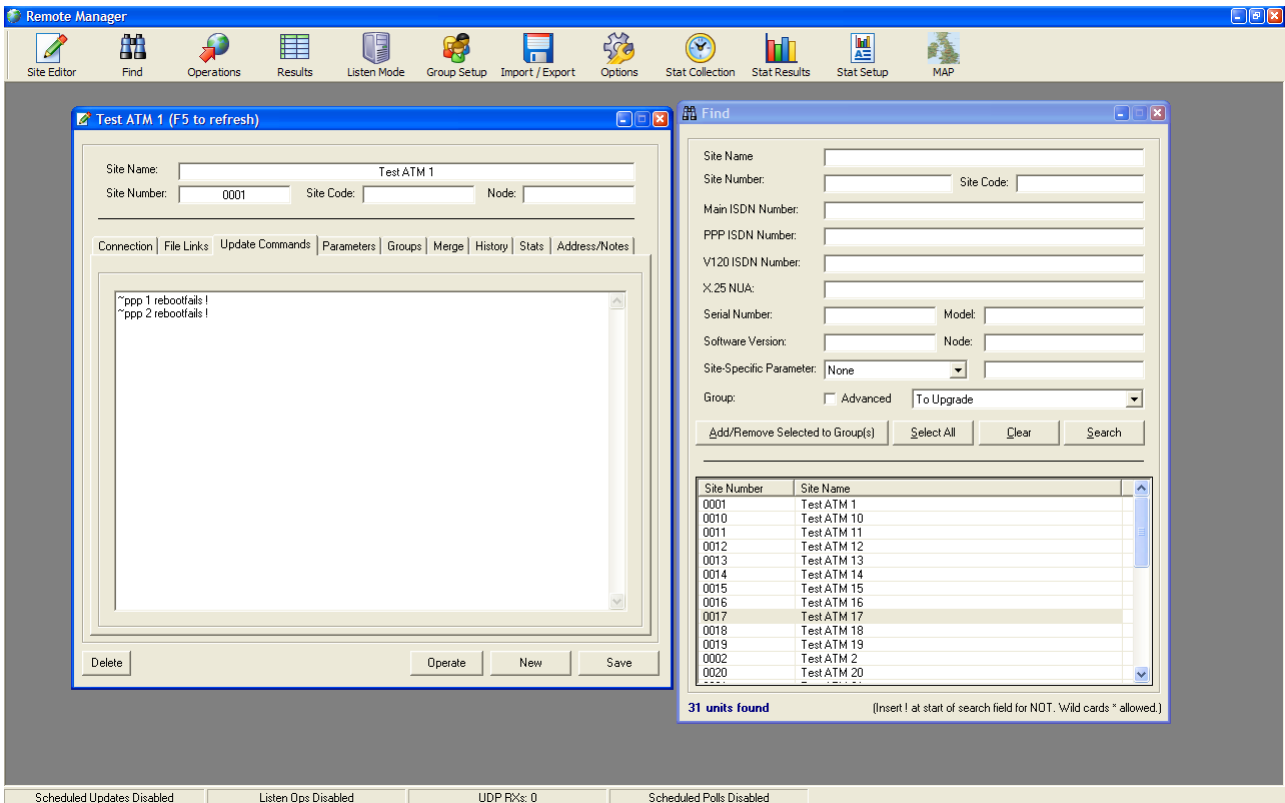 Remote Manager
Site Editor Find Operations Results Listen Mode Group Setup Import / Export Options Stat Collection Stat Results Stat Setup MAP
Test ATM 1 (F5 to refresh)
Site Name: Test ATM 1
Site Number: 0001 Site Code: Node:
Connection File Links Update Commands Parameters Groups Merge History Stats Address/Notes
~ppp 1 rebootfails !
~ppp 2 rebootfails !
Delete Operate New Save
Find
Site Name
Site Number: Site Code:
Main ISDN Number:
PPP ISDN Number:
V120 ISDN Number:
X.25 NUA:
Serial Number: Model:
Software Version: Node:
Site-Specific Parameter: None
Group: Advanced To Upgrade
Add/Remove Selected to Group(s) Select All Clear Search
Site Number Site Name
0001 Test ATM 1
0010 Test ATM 10
0011 Test ATM 11
0012 Test ATM 12
0013 Test ATM 13
0014 Test ATM 14
0015 Test ATM 15
0016 Test ATM 16
0017 Test ATM 17
0018 Test ATM 18
0019 Test ATM 19
0002 Test ATM 2
0020 Test ATM 20
31 units found (Insert ! at start of search field for NOT. Wild cards * allowed.)
Scheduled Updates Disabled Listen Ops Disabled UDP RXs: 0 Scheduled Polls Disabled